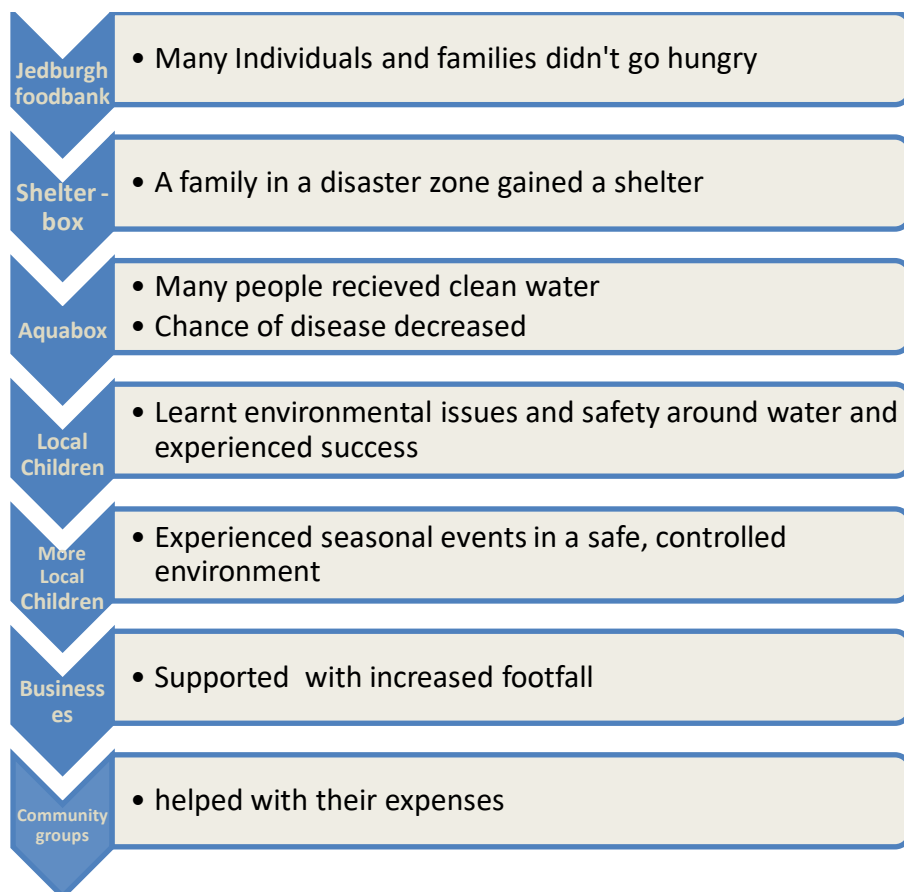 Jedburgh
foodbank
• Many Individuals and families didn't go hungry
Shelter -
box
• A family in a disaster zone gained a shelter
Aquabox
• Many people recieved clean water
• Chance of disease decreased
Local
Children
• Learnt environmental issues and safety around water and
experienced success
More
Local
Children
• Experienced seasonal events in a safe, controlled
environment
Business
es
• Supported  with increased footfall
Community
groups
• helped with their expenses